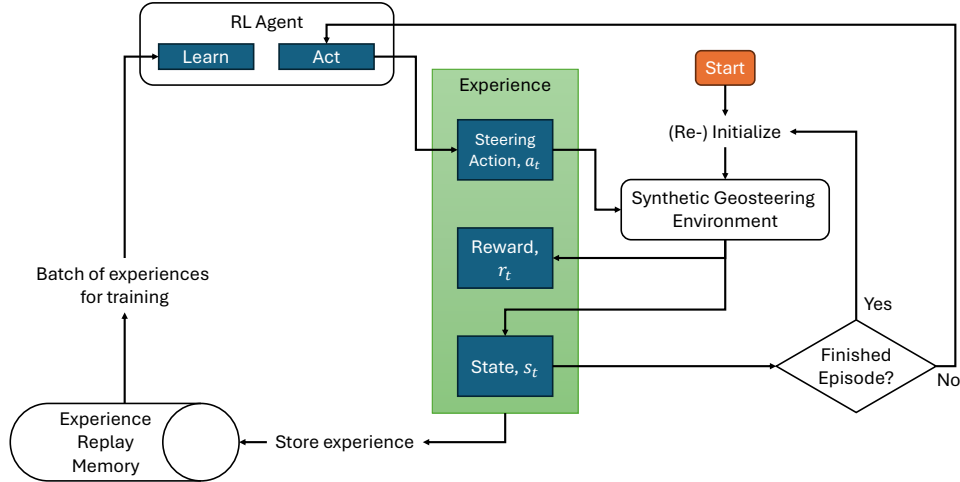 RL Agent
Learn
Act
Start
Experience
(Re-) Initialize
Steering
Action, $a_t$
Synthetic Geosteering
Environment
Reward,
$r_t$
Batch of experiences
for training
Yes
State, $s_t$
Finished
Episode?
No
Experience
Replay
Memory
Store experience